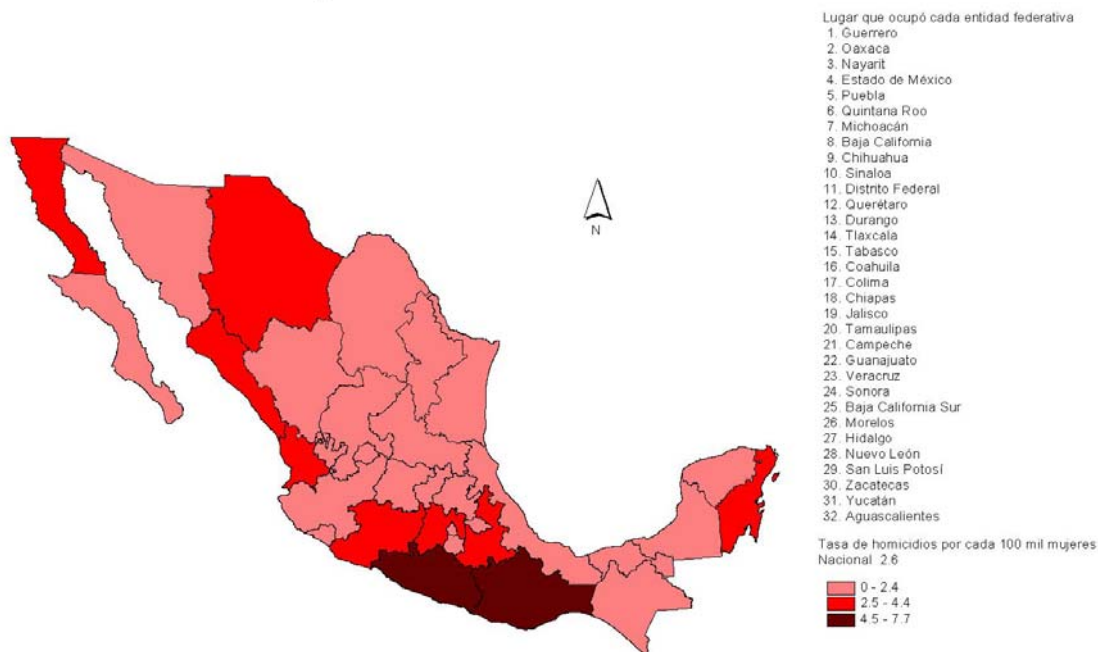 Lugar que ocupó cada entidad federativa
1. Guerrero
2. Oaxaca
3. Nayarit
4. Estado de México
5. Puebla
6. Quintana Roo
7. Michoacán
8. Baja California
9. Chihuahua
10. Sinaloa
11. Distrito Federal
12. Querétaro
13. Durango
14. Tlaxcala
15. Tabasco
16. Coahuila
17. Colima
18. Chiapas
19. Jalisco
20. Tamaulipas
21. Campeche
22. Guanajuato
23. Veracruz
24. Sonora
25. Baja California Sur
26. Morelos
27. Hidalgo
28. Nuevo León
29. San Luis Potosí
30. Zacatecas
31. Yucatán
32. Aguascalientes
N
Tasa de homicidios por cada 100 mil mujeres
Nacional 2.6
0 - 2.4
2.5 - 4.4
4.5 - 7.7